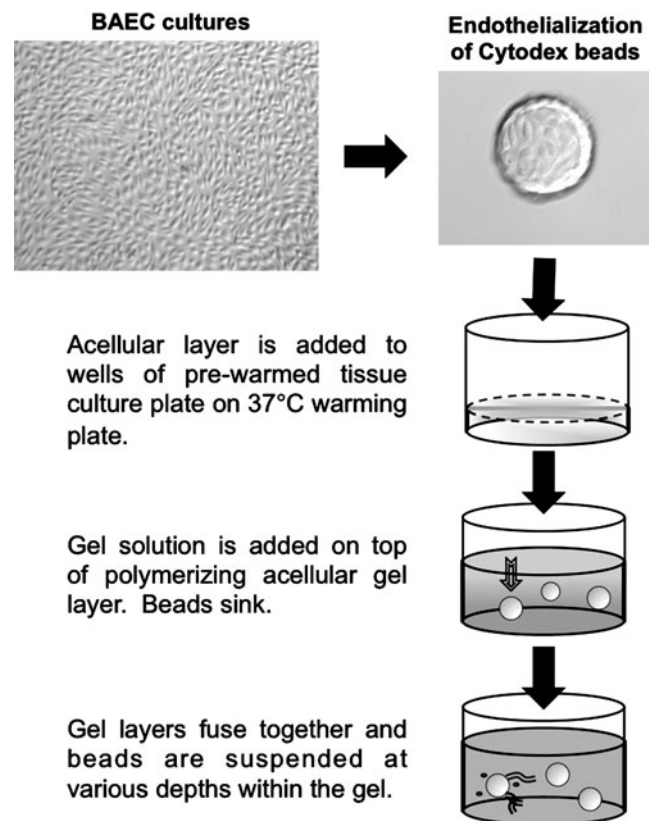 BAEC cultures
Endothelialization
of Cytodex beads
Acellular layer is added to
wells of pre-warmed tissue
culture plate on 37°C warming
plate.
Gel solution is added on top
of polymerizing acellular gel
layer. Beads sink.
Gel layers fuse together and
beads are suspended at
various depths within the gel.